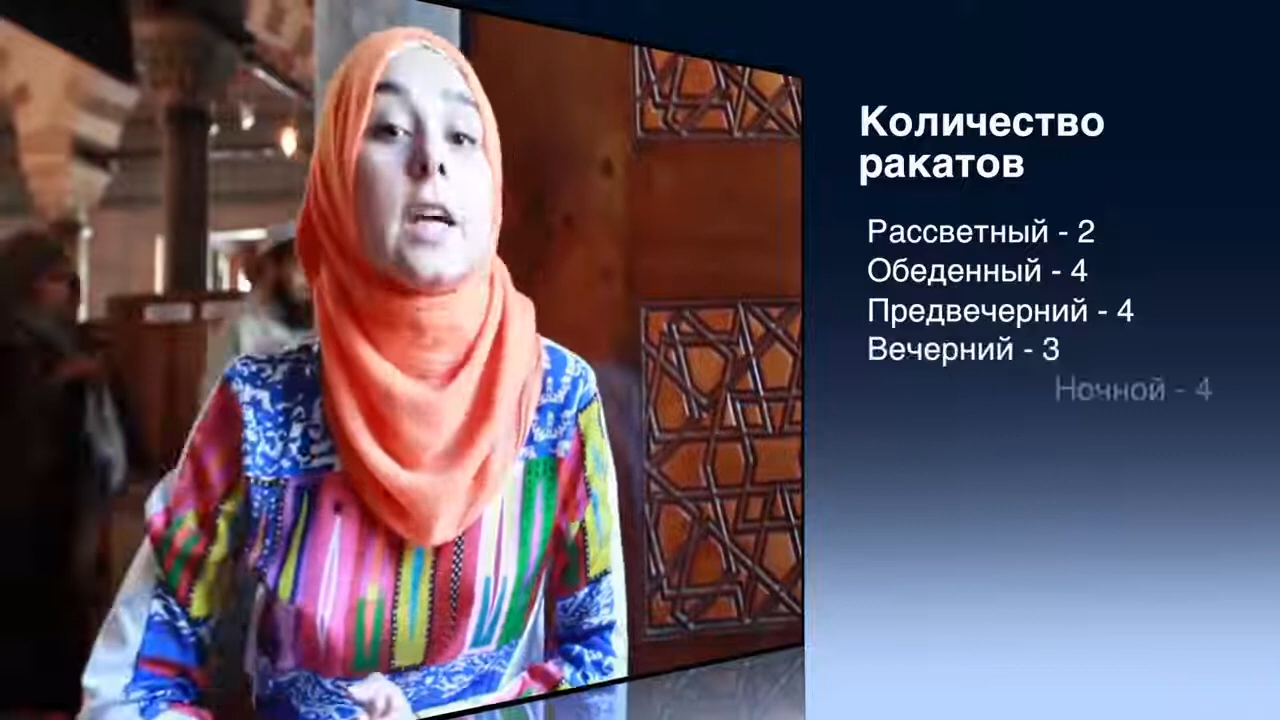 Количество
ракатов
Рассветный - 2
Обеденный - 4
Предвечерний - 4
Вечерний - 3
Ночной - 4